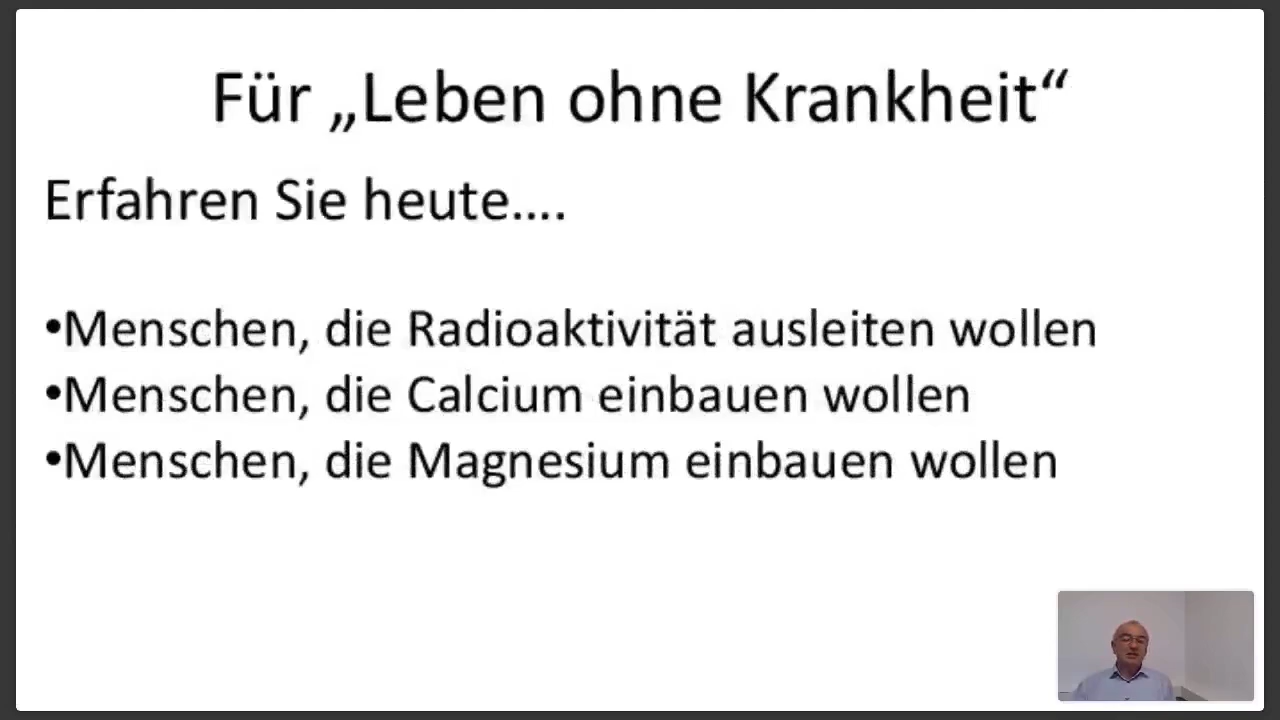 Für „Leben ohne Krankheit“
Erfahren Sie heute....
•Menschen, die Radioaktivität ausleiten wollen
•Menschen, die Calcium einbauen wollen
•Menschen, die Magnesium einbauen wollen